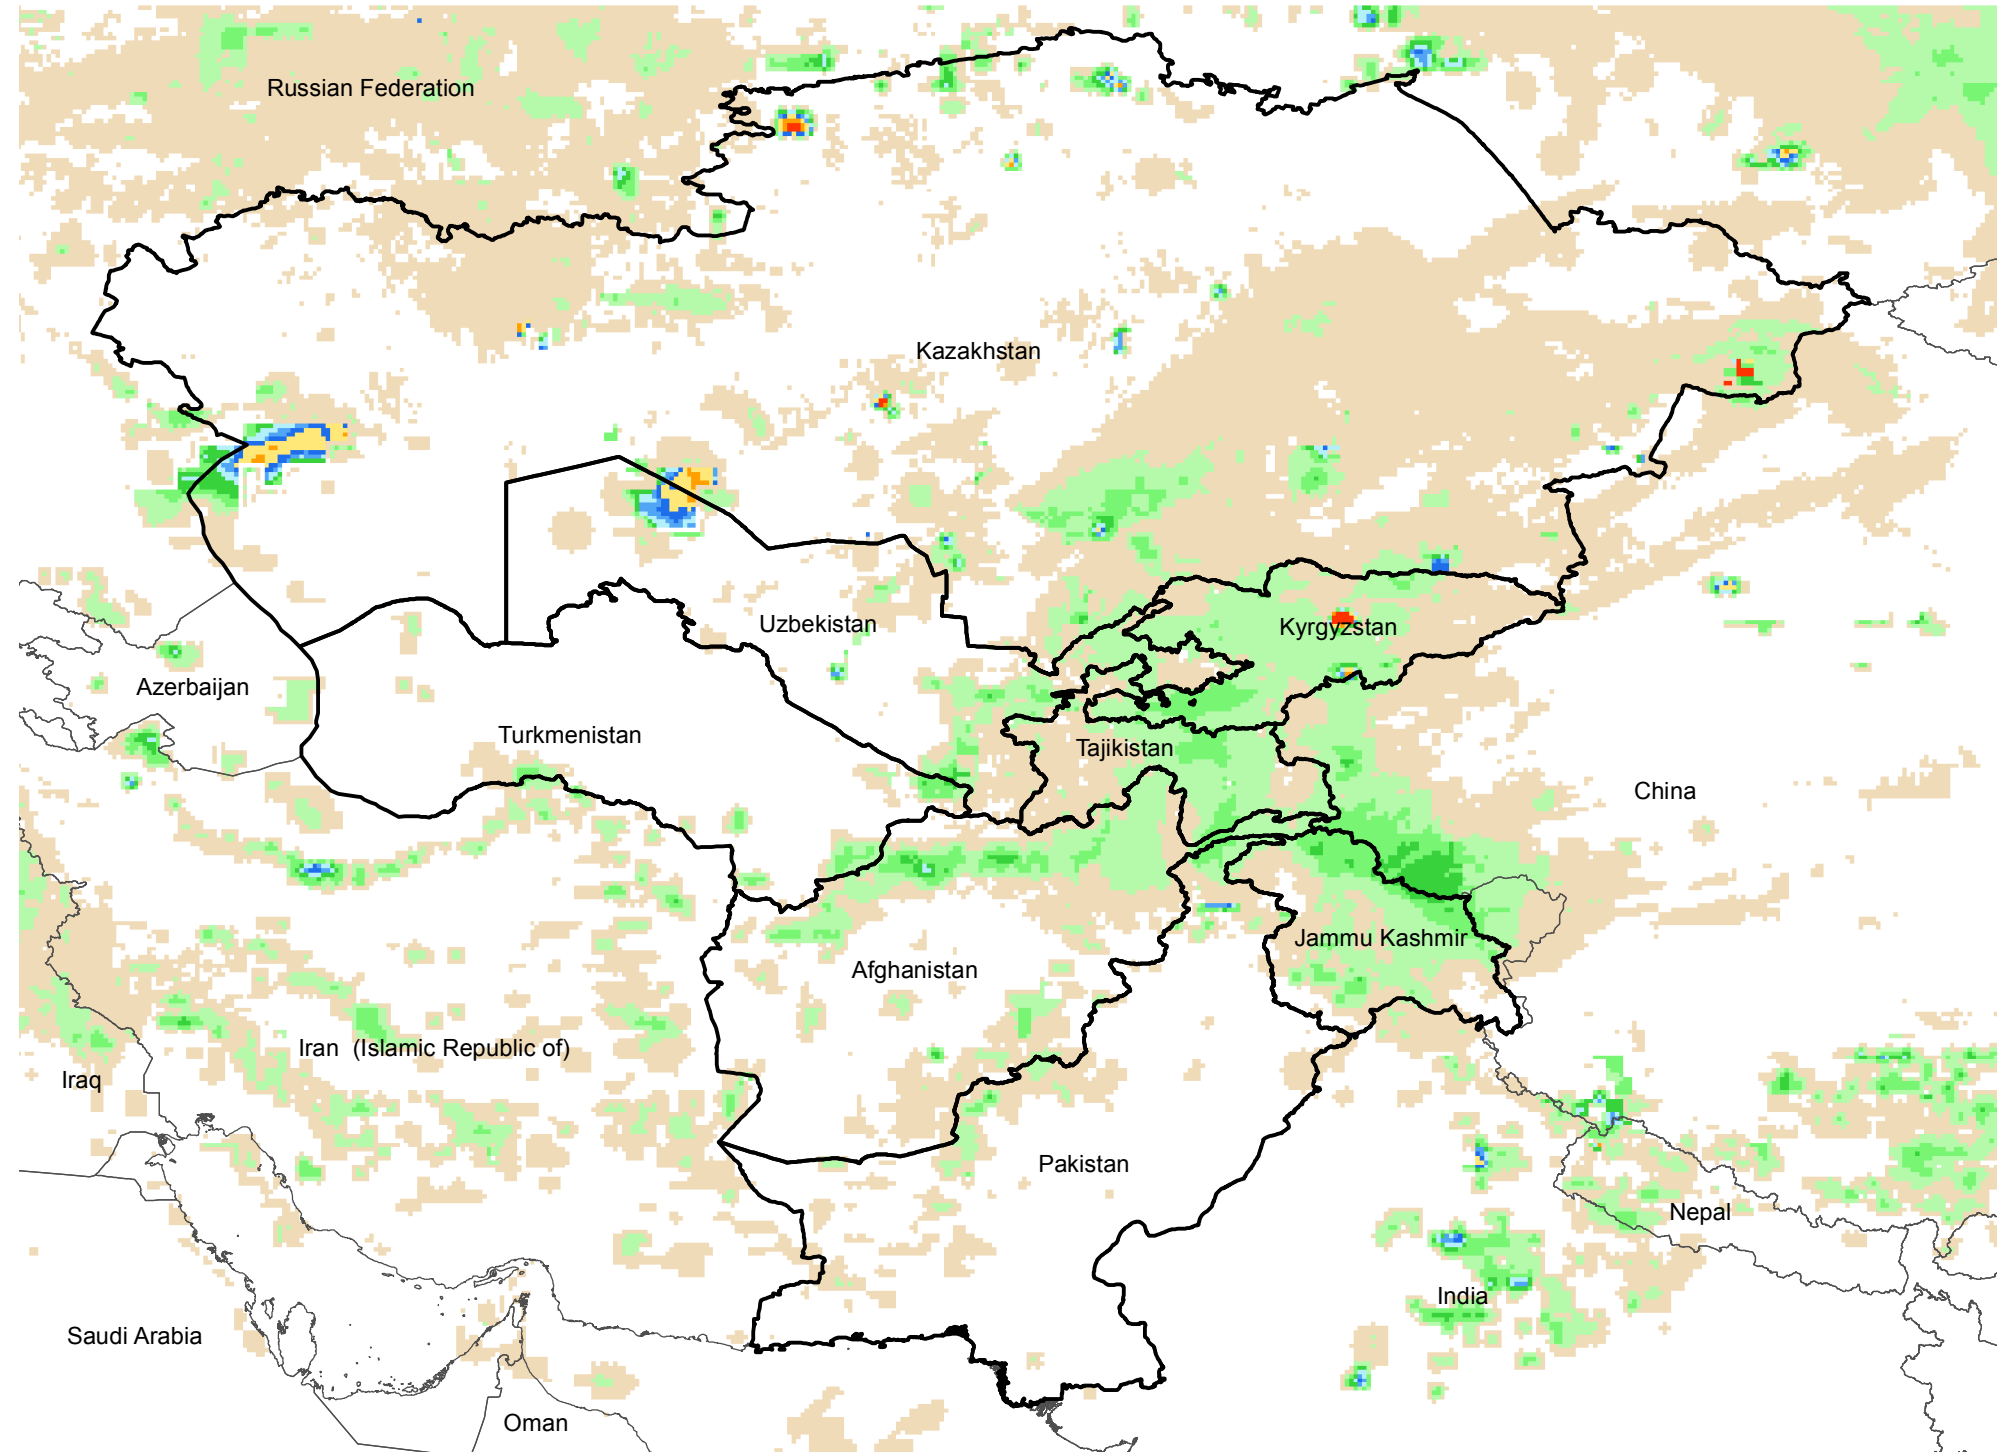 Russian Federation
Kazakhstan
Uzbekistan
Kyrgyzstan
Azerbaijan
Turkmenistan
Tajikistan
China
Jammu Kashmir
Afghanistan
Iran  (Islamic Republic of)
Iraq
Pakistan
Nepal
India
Saudi Arabia
Oman